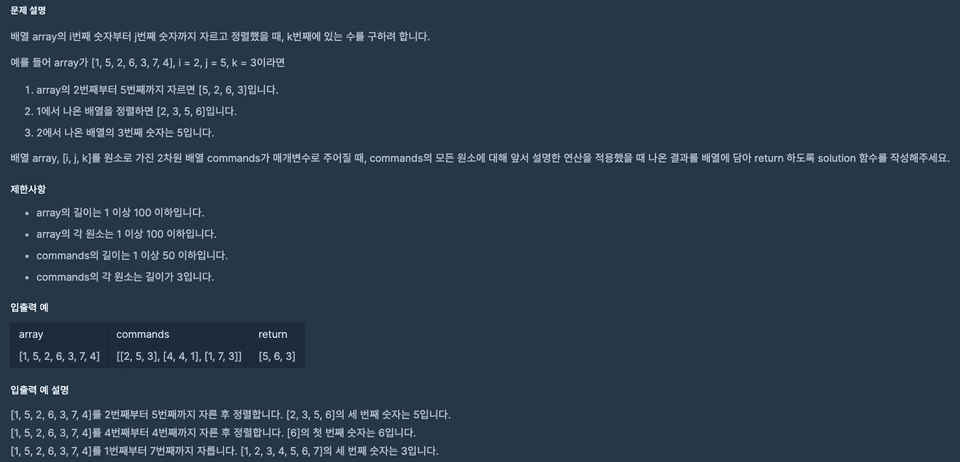 문제 설명
배열 array의 i번째 숫자부터 j번째 숫자까지 자르고 정렬했을 때, k번째에 있는 수를 구하려 합니다.
예를 들어 array가 [1, 5, 2, 6, 3, 7, 4], i = 2, j = 5, k = 3이라면
1. array의 2번째부터 5번째까지 자르면 [5, 2, 6, 3]입니다.
2. 1에서 나온 배열을 정렬하면 [2, 3, 5, 6]입니다.
3. 2에서 나온 배열의 3번째 숫자는 5입니다.
배열 array, [i, j, k]를 원소로 가진 2차원 배열 commands가 매개변수로 주어질 때, commands의 모든 원소에 대해 앞서 설명한 연산을 적용했을 때 나온 결과를 배열에 담아 return 하도록 solution 함수를 작성해주세요.
제한사항
• array의 길이는 1 이상 100 이하입니다.
• array의 각 원소는 1 이상 100 이하입니다.
• commands의 길이는 1 이상 50 이하입니다.
• commands의 각 원소는 길이가 3입니다.
입출력 예
array commands return
[1, 5, 2, 6, 3, 7, 4] [[2, 5, 3], [4, 4, 1], [1, 7, 3]] [5, 6, 3]
입출력 예 설명
[1, 5, 2, 6, 3, 7, 4]를 2번째부터 5번째까지 자른 후 정렬합니다. [2, 3, 5, 6]의 세 번째 숫자는 5입니다.
[1, 5, 2, 6, 3, 7, 4]를 4번째부터 4번째까지 자른 후 정렬합니다. [6]의 첫 번째 숫자는 6입니다.
[1, 5, 2, 6, 3, 7, 4]를 1번째부터 7번째까지 자릅니다. [1, 2, 3, 4, 5, 6, 7]의 세 번째 숫자는 3입니다.